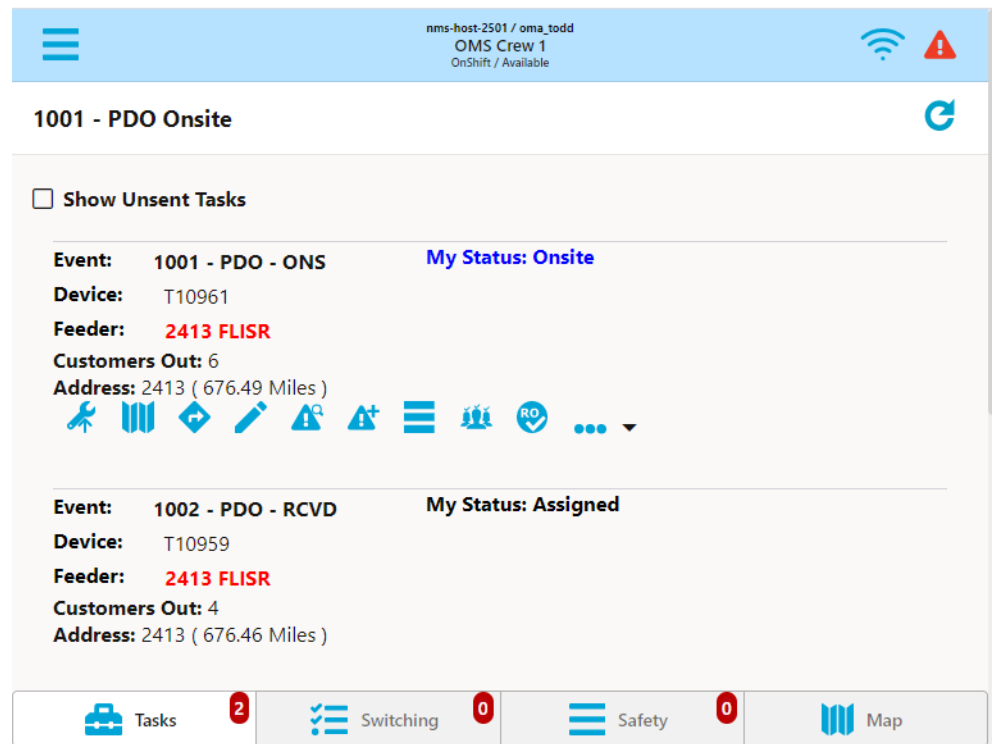 nms-host-2501 / oma_todd
OMS Crew 1
OnShift / Available
1001 - PDO Onsite
Show Unsent Tasks
Event: 1001 - PDO - ONS My Status: Onsite
Device: T10961
Feeder: 2413 FLISR
Customers Out: 6
Address: 2413 ( 676.49 Miles )
RO
Event: 1002 - PDO - RCVD My Status: Assigned
Device: T10959
Feeder: 2413 FLISR
Customers Out: 4
Address: 2413 ( 676.46 Miles )
Tasks 2 Switching 0 Safety 0 Map